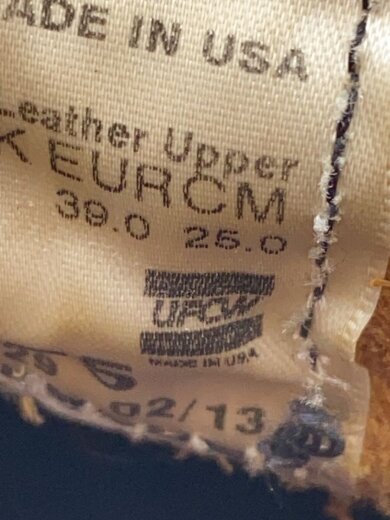 MADE IN USA
Leather Upper
K EUR CM
39.0 25.0
UFCW
MADE IN USA
02/13